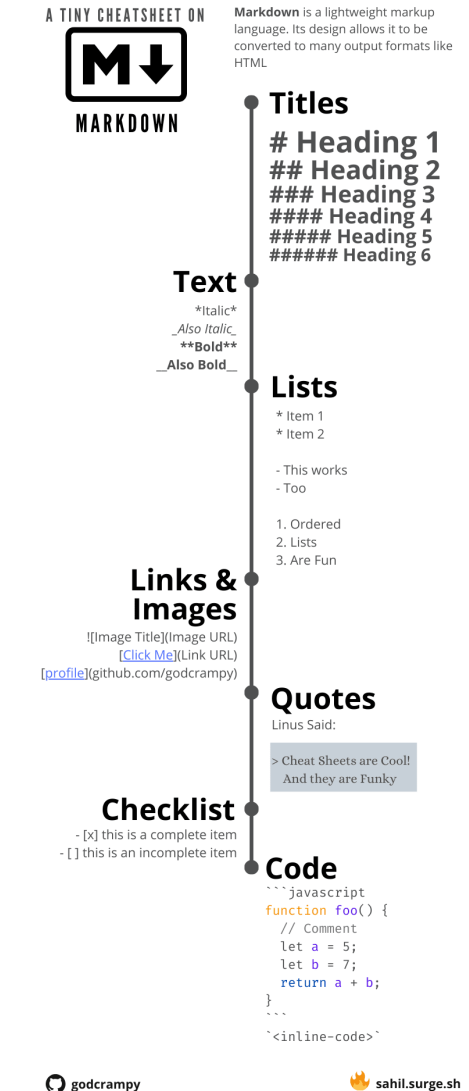 A TINY CHEATSHEET ON
MARKDOWN
Markdown is a lightweight markup
language. Its design allows it to be
converted to many output formats like
HTML
Titles
# Heading 1
## Heading 2
### Heading 3
#### Heading 4
##### Heading 5
###### Heading 6
Text
*Italic*
_Also Italic_
**Bold**
__Also Bold__
Lists
* Item 1
* Item 2
- This works
- Too
1. Ordered
2. Lists
3. Are Fun
Links &
Images
![Image Title](Image URL)
[Click Me](Link URL)
[profile](github.com/godcrampy)
Quotes
Linus Said:
> Cheat Sheets are Cool!
And they are Funky
Checklist
- [x] this is a complete item
- [ ] this is an incomplete item
Code
```javascript
function foo() {
  // Comment
  let a = 5;
  let b = 7;
  return a + b;
}
```
`<inline-code>`
godcrampy
sahil.surge.sh